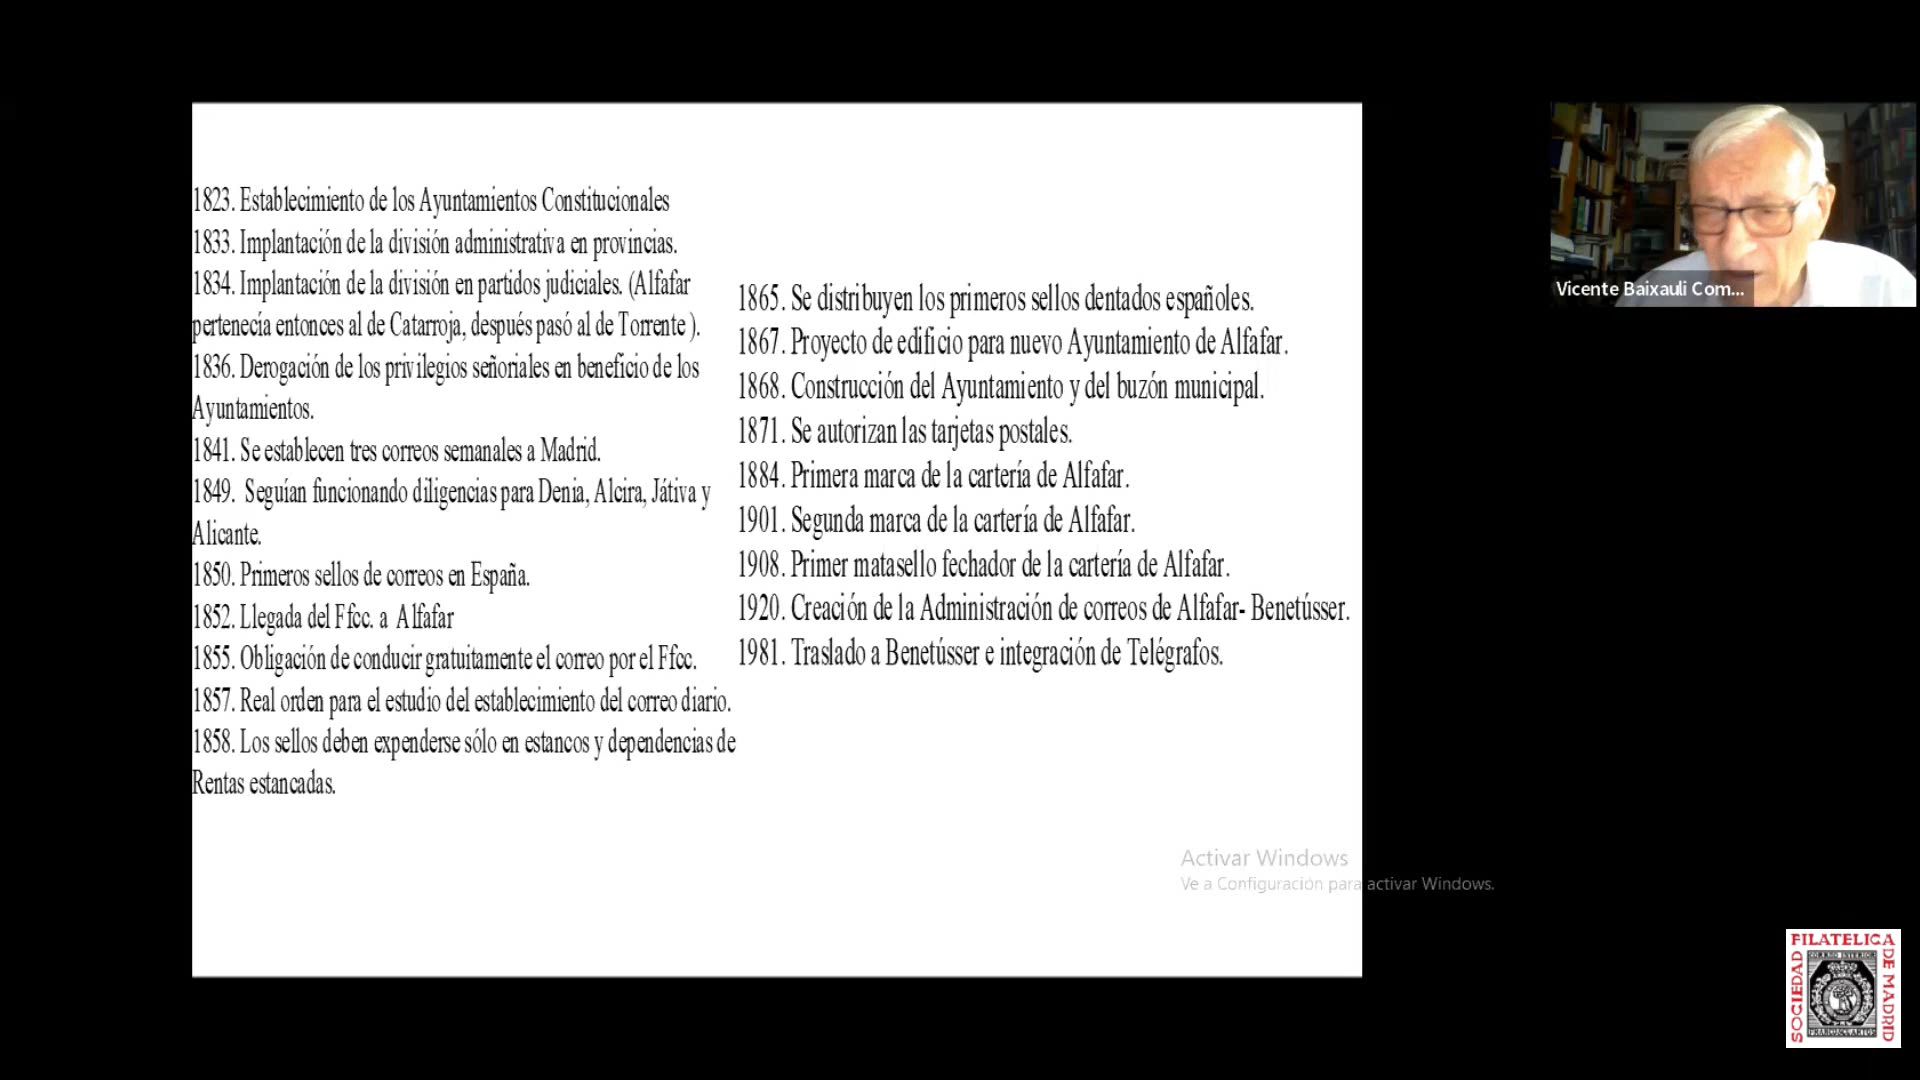 1823. Establecimiento de los Ayuntamientos Constitucionales
1833. Implantación de la división administrativa en provincias.
1834. Implantación de la división en partidos judiciales. (Alfafar
pertenecía entonces al de Catarroja, después pasó al de Torrente ).
1836. Derogación de los privilegios señoriales en beneficio de los
Ayuntamientos.
1841. Se establecen tres correos semanales a Madrid.
1849. Seguían funcionando diligencias para Denia, Alcira, Játiva y
Alicante.
1850. Primeros sellos de correos en España.
1852. Llegada del Ffcc. a Alfafar
1855. Obligación de conducir gratuitamente el correo por el Ffcc.
1857. Real orden para el estudio del establecimiento del correo diario.
1858. Los sellos deben expenderse sólo en estancos y dependencias de
Rentas estancadas.
1865. Se distribuyen los primeros sellos dentados españoles.
1867. Proyecto de edificio para nuevo Ayuntamiento de Alfafar.
1868. Construcción del Ayuntamiento y del buzón municipal.
1871. Se autorizan las tarjetas postales.
1884. Primera marca de la cartería de Alfafar.
1901. Segunda marca de la cartería de Alfafar.
1908. Primer matasello fechador de la cartería de Alfafar.
1920. Creación de la Administración de correos de Alfafar- Benetússer.
1981. Traslado a Benetússer e integración de Telégrafos.
Vicente Baixauli Com...
Activar Windows
Ve a Configuración para activar Windows.
SOCIEDAD
FILATELICA
DE MADRID
CORREO INTERIOR